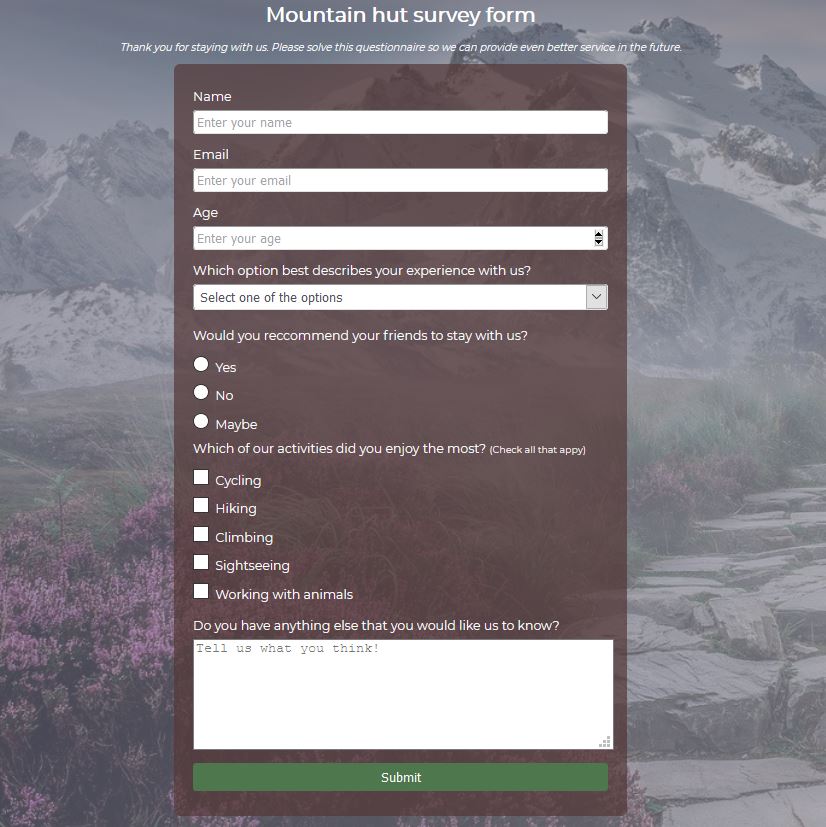 Mountain hut survey form
Thank you for staying with us. Please solve this questionnaire so we can provide even better service in the future.
Name
Enter your name
Email
Enter your email
Age
Enter your age
Which option best describes your experience with us?
Select one of the options
Would you reccommend your friends to stay with us?
Yes
No
Maybe
Which of our activities did you enjoy the most? (Check all that appy)
Cycling
Hiking
Climbing
Sightseeing
Working with animals
Do you have anything else that you would like us to know?
Tell us what you think!
Submit